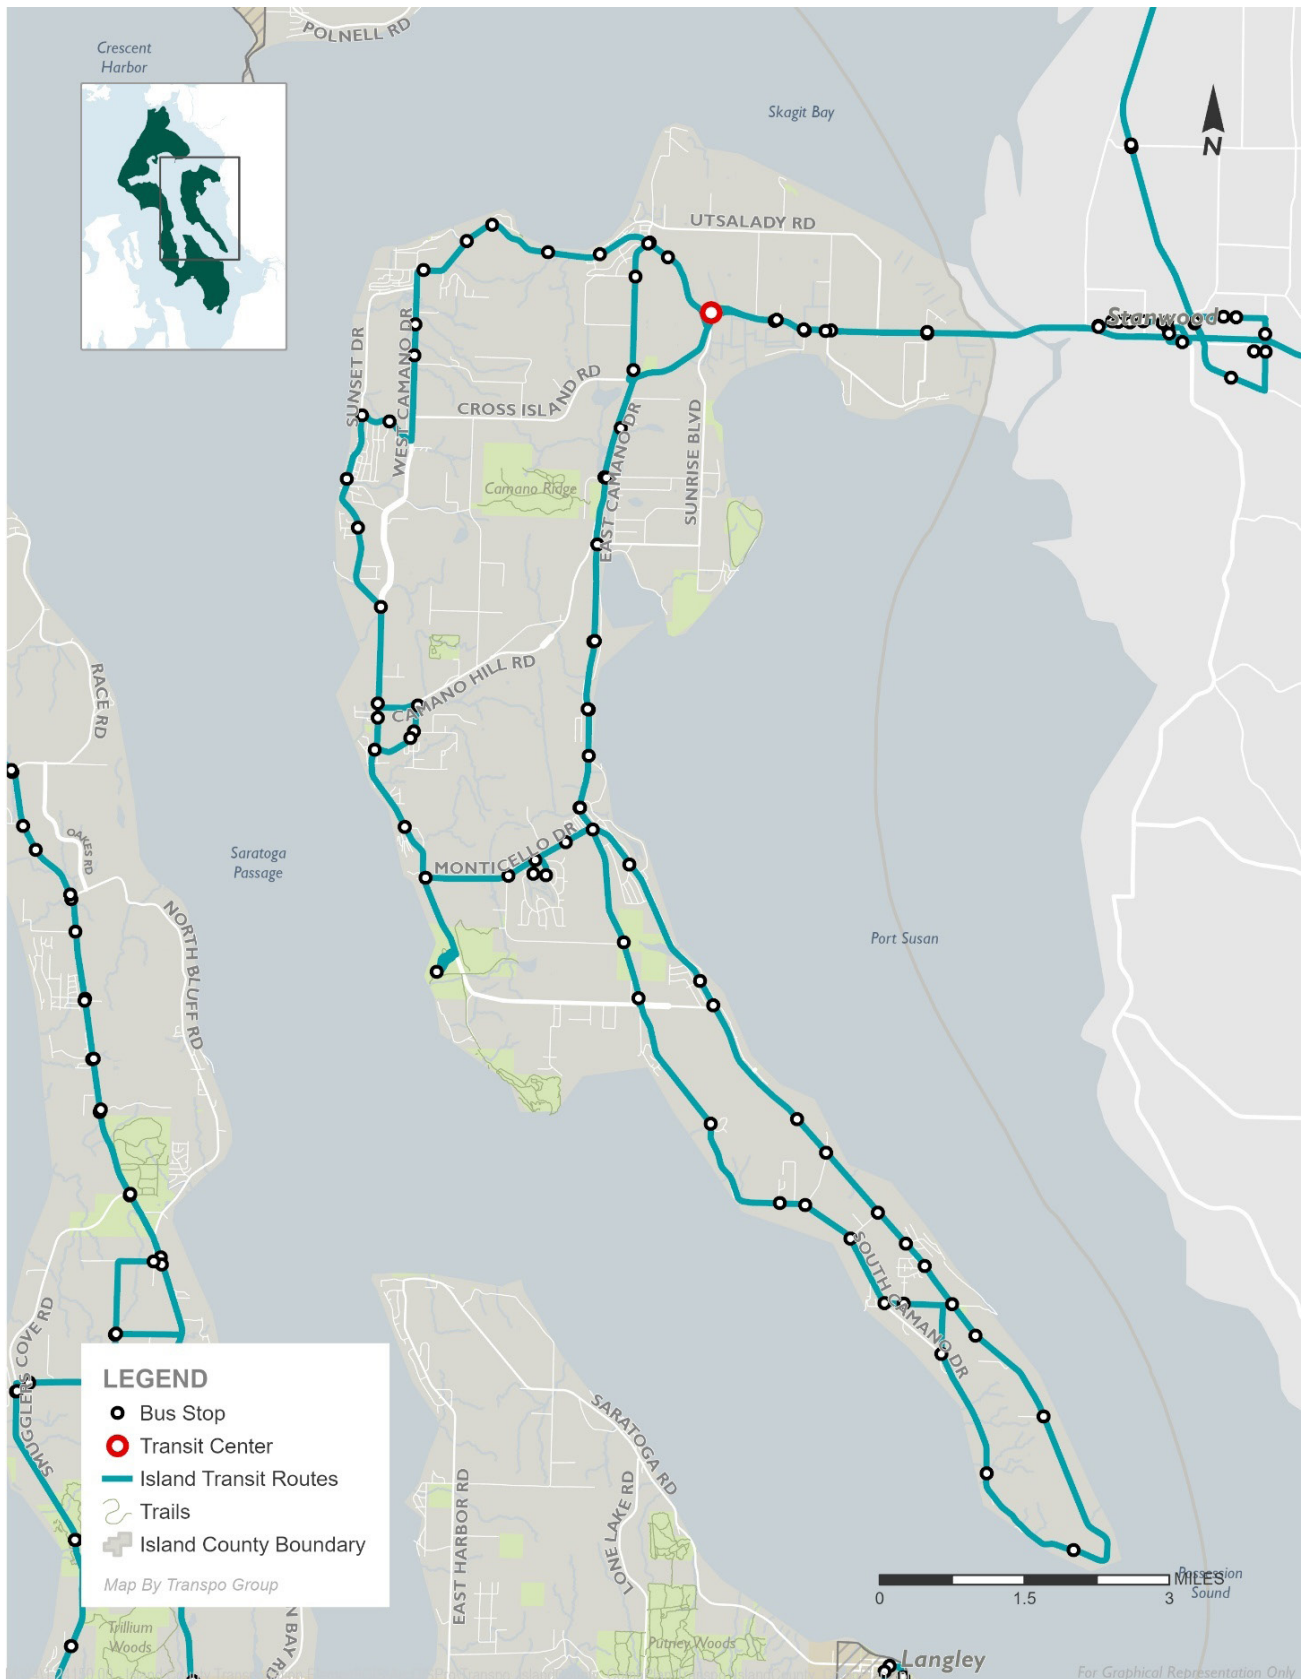 POLNELL RD
Crescent
Harbor
Skagit Bay
N
UTSALADY RD
Stanwood
SUNSET DR
WEST CAMANO DR
CROSS ISLAND RD
EAST CAMANO DR
SUNRISE BLVD
Camano Ridge
RACE RD
CAMANO HILL RD
OAKES RD
Saratoga
Passage
MONTICELLO DR
NORTH BLUFF RD
Port Susan
SOUTH CAMANO DR
SMUGGLERS COVE RD
LEGEND
Bus Stop
Transit Center
Island Transit Routes
Trails
Island County Boundary
Map By Transpo Group
SARATOGA RD
EAST HARBOR RD
LONE LAKE RD
Possession
Sound
MILES
0 1.5 3
Trillium
Woods
N BAY RD
Putney Woods
Langley
For Graphical Representation Only